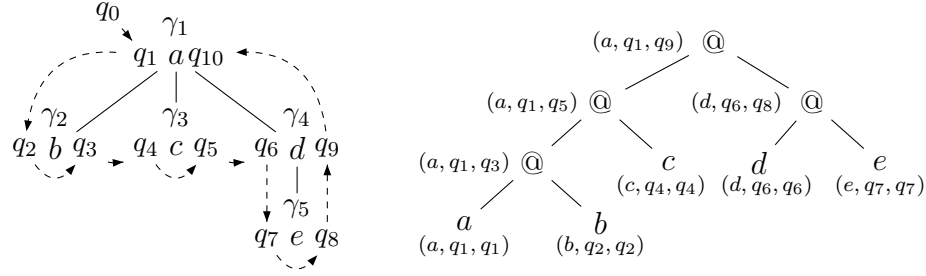 q0
γ1
q1 a q10
γ2 γ3 γ4
q2 b q3 q4 c q5 q6 d q9
γ5
q7 e q8
(a, q1, q9) @
(a, q1, q5) @ (d, q6, q8) @
(a, q1, q3) @ c d e
(c, q4, q4) (d, q6, q6) (e, q7, q7)
a b
(a, q1, q1) (b, q2, q2)